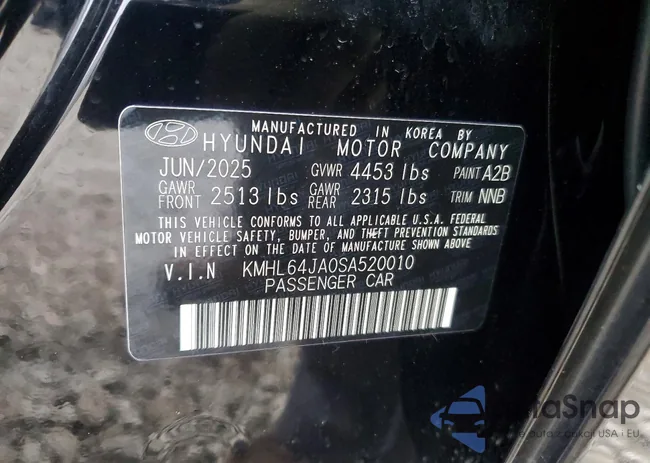 MANUFACTURED IN KOREA BY
HYUNDAI MOTOR COMPANY
JUN/2025 GVWR 4453 lbs PAINT A2B
GAWR FRONT 2513 lbs GAWR REAR 2315 lbs TRIM NNB
THIS VEHICLE CONFORMS TO ALL APPLICABLE U.S.A. FEDERAL
MOTOR VEHICLE SAFETY, BUMPER, AND THEFT PREVENTION STANDARDS
IN EFFECT ON THE DATE OF MANUFACTURE SHOWN ABOVE.
V.I.N KMHL64JA0SA520010
PASSENGER CAR
USA EU